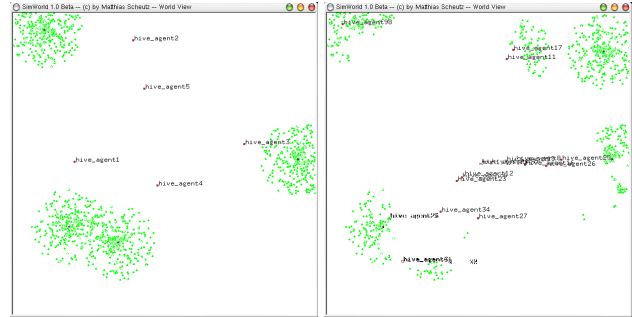 SimWorld 1.0 Beta -- (c) by Matthias Scheutz -- World View
hive_agent2
hive_agent5
hive_agent3
hive_agent1
hive_agent4
SimWorld 1.0 Beta -- (c) by Matthias Scheutz -- World View
hive_agent90
hive_agent17
hive_agent11
hive_agent26
hive_agent12
hive_agent23
hive_agent34
hive_agent27